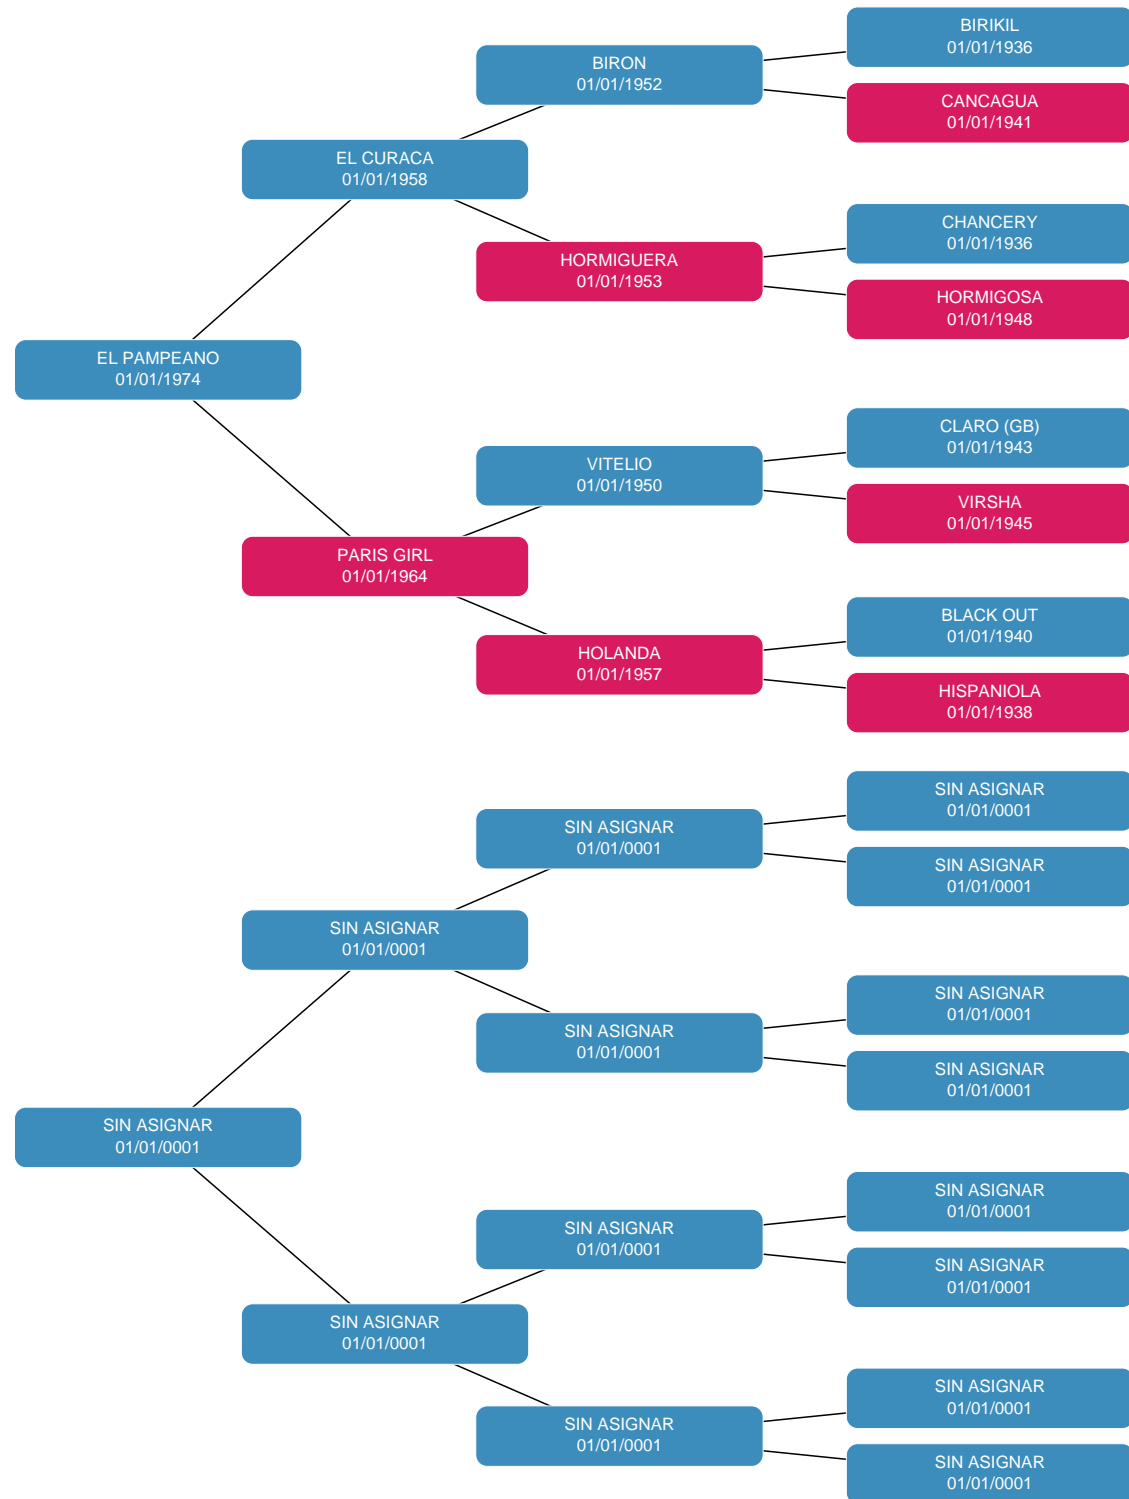 BIRIKIL
01/01/1936
BIRON
01/01/1952
CANCAGUA
01/01/1941
EL CURACA
01/01/1958
CHANCERY
01/01/1936
HORMIGUERA
01/01/1953
HORMIGOSA
01/01/1948
EL PAMPEANO
01/01/1974
CLARO (GB)
01/01/1943
VITELIO
01/01/1950
VIRSHA
01/01/1945
PARIS GIRL
01/01/1964
BLACK OUT
01/01/1940
HOLANDA
01/01/1957
HISPANIOLA
01/01/1938
SIN ASIGNAR
01/01/0001
SIN ASIGNAR
01/01/0001
SIN ASIGNAR
01/01/0001
SIN ASIGNAR
01/01/0001
SIN ASIGNAR
01/01/0001
SIN ASIGNAR
01/01/0001
SIN ASIGNAR
01/01/0001
SIN ASIGNAR
01/01/0001
SIN ASIGNAR
01/01/0001
SIN ASIGNAR
01/01/0001
SIN ASIGNAR
01/01/0001
SIN ASIGNAR
01/01/0001
SIN ASIGNAR
01/01/0001
SIN ASIGNAR
01/01/0001
SIN ASIGNAR
01/01/0001